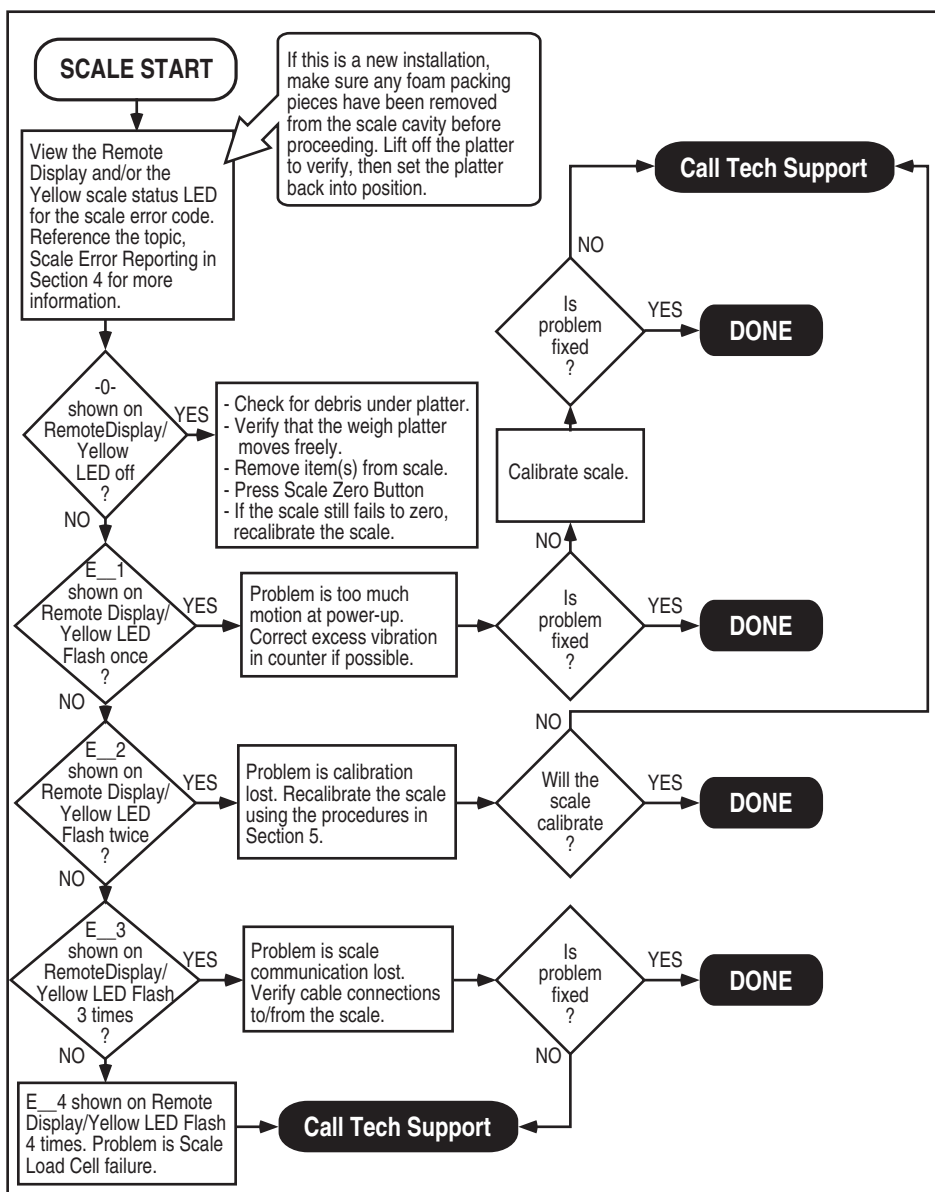 SCALE START
If this is a new installation,
make sure any foam packing
pieces have been removed
from the scale cavity before
proceeding. Lift off the platter
to verify, then set the platter
back into position.
View the Remote
Display and/or the
Yellow scale status LED
for the scale error code.
Reference the topic,
Scale Error Reporting in
Section 4 for more
information.
Call Tech Support
NO
Is
problem
fixed
?
YES
DONE
-0-
shown on
RemoteDisplay/
Yellow
LED off
?
YES
- Check for debris under platter.
- Verify that the weigh platter
moves freely.
- Remove item(s) from scale.
- Press Scale Zero Button
- If the scale still fails to zero,
recalibrate the scale.
Calibrate scale.
NO
NO
E__1
shown on
Remote Display/
Yellow LED
Flash once
?
YES
Problem is too much
motion at power-up.
Correct excess vibration
in counter if possible.
Is
problem
fixed
?
YES
DONE
NO
E__2
shown on
Remote Display/
Yellow LED
Flash twice
?
YES
Problem is calibration
lost. Recalibrate the scale
using the procedures in
Section 5.
NO
Will the
scale
calibrate
?
YES
DONE
NO
E__3
shown on
RemoteDisplay/
Yellow LED Flash
3 times
?
YES
Problem is scale
communication lost.
Verify cable connections
to/from the scale.
Is
problem
fixed
?
YES
DONE
NO
NO
E__4 shown on Remote
Display/Yellow LED Flash
4 times. Problem is Scale
Load Cell failure.
Call Tech Support